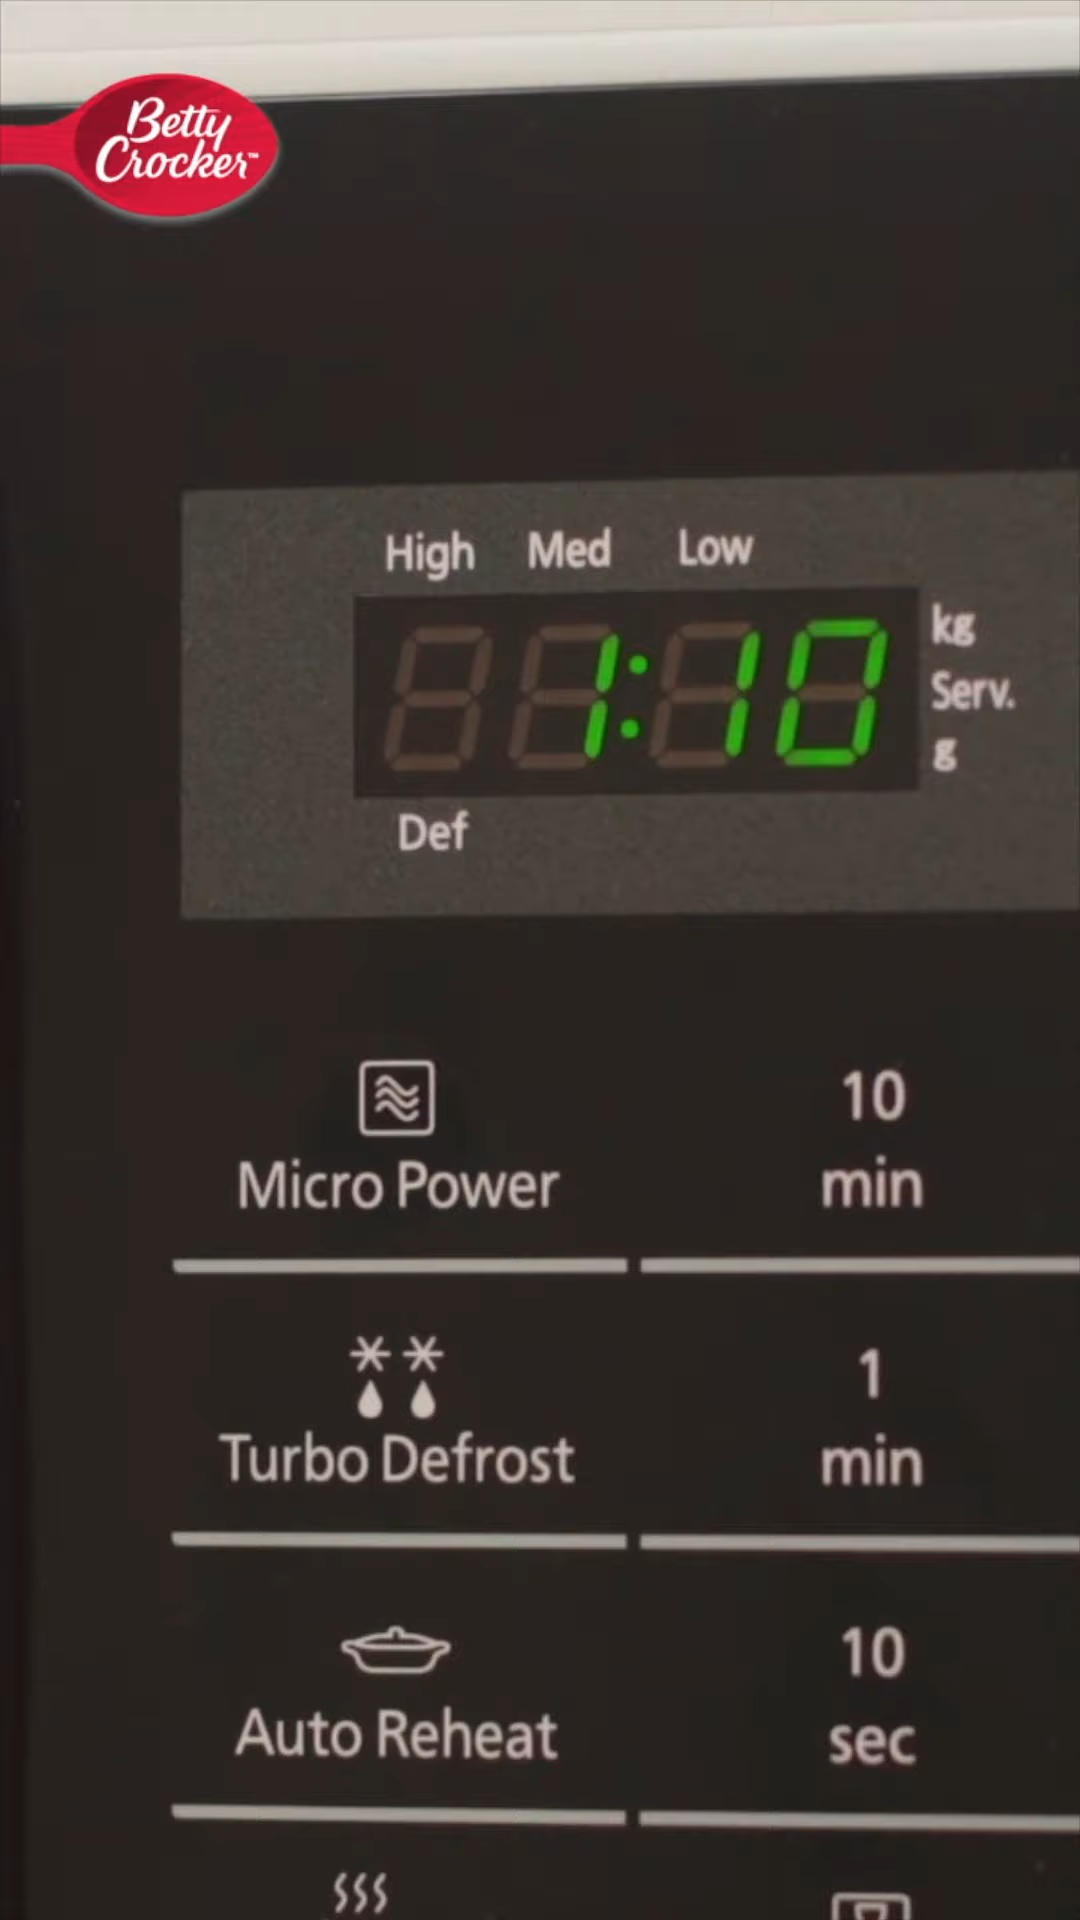 Betty
Crocker™
High Med Low
1:10
kg
Serv.
g
Def
Micro Power
10
min
Turbo Defrost
1
min
Auto Reheat
10
sec